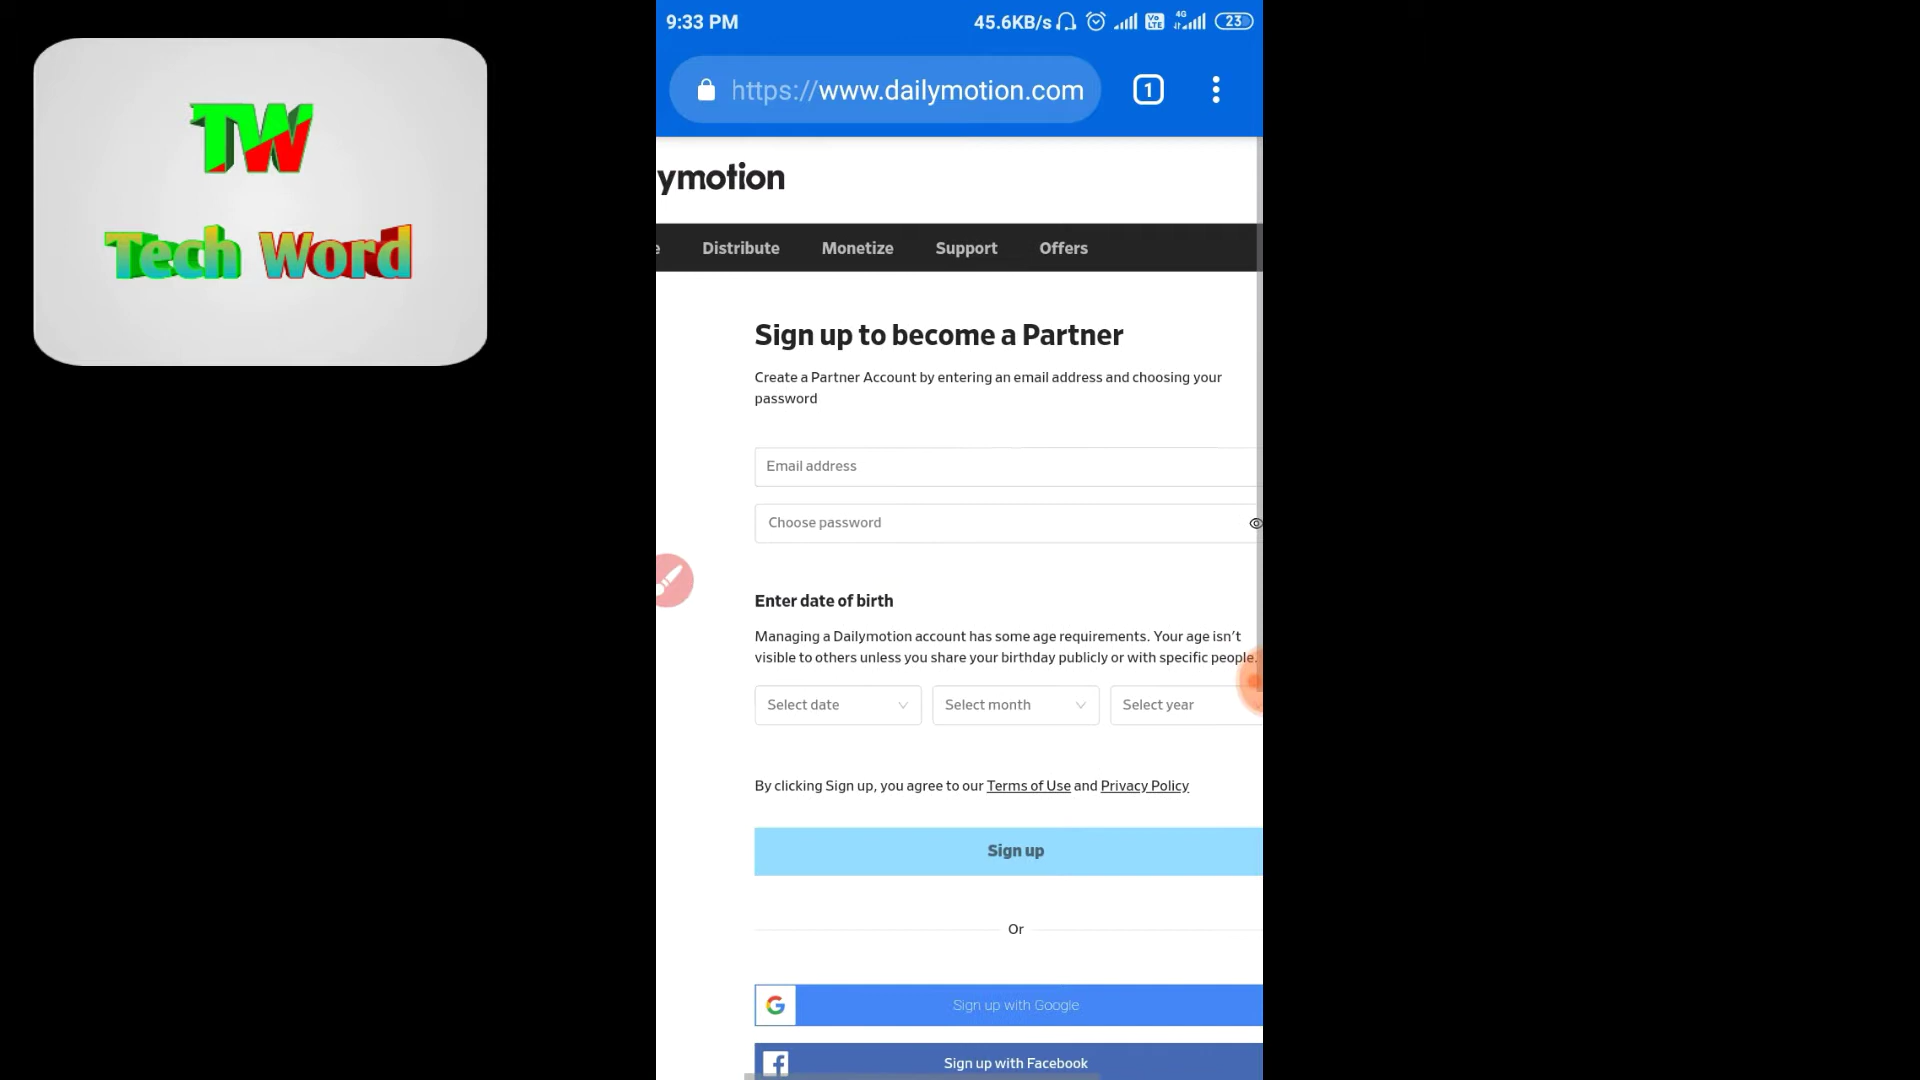 TW
Tech Word
9:33 PM
45.6KB/s
Vo LTE
4G
23
https://www.dailymotion.com
1
ymotion
e Distribute Monetize Support Offers
Sign up to become a Partner
Create a Partner Account by entering an email address and choosing your
password
Email address
Choose password
Enter date of birth
Managing a Dailymotion account has some age requirements. Your age isn’t
visible to others unless you share your birthday publicly or with specific people.
Select date
Select month
Select year
By clicking Sign up, you agree to our Terms of Use and Privacy Policy
Sign up
Or
Sign up with Google
Sign up with Facebook